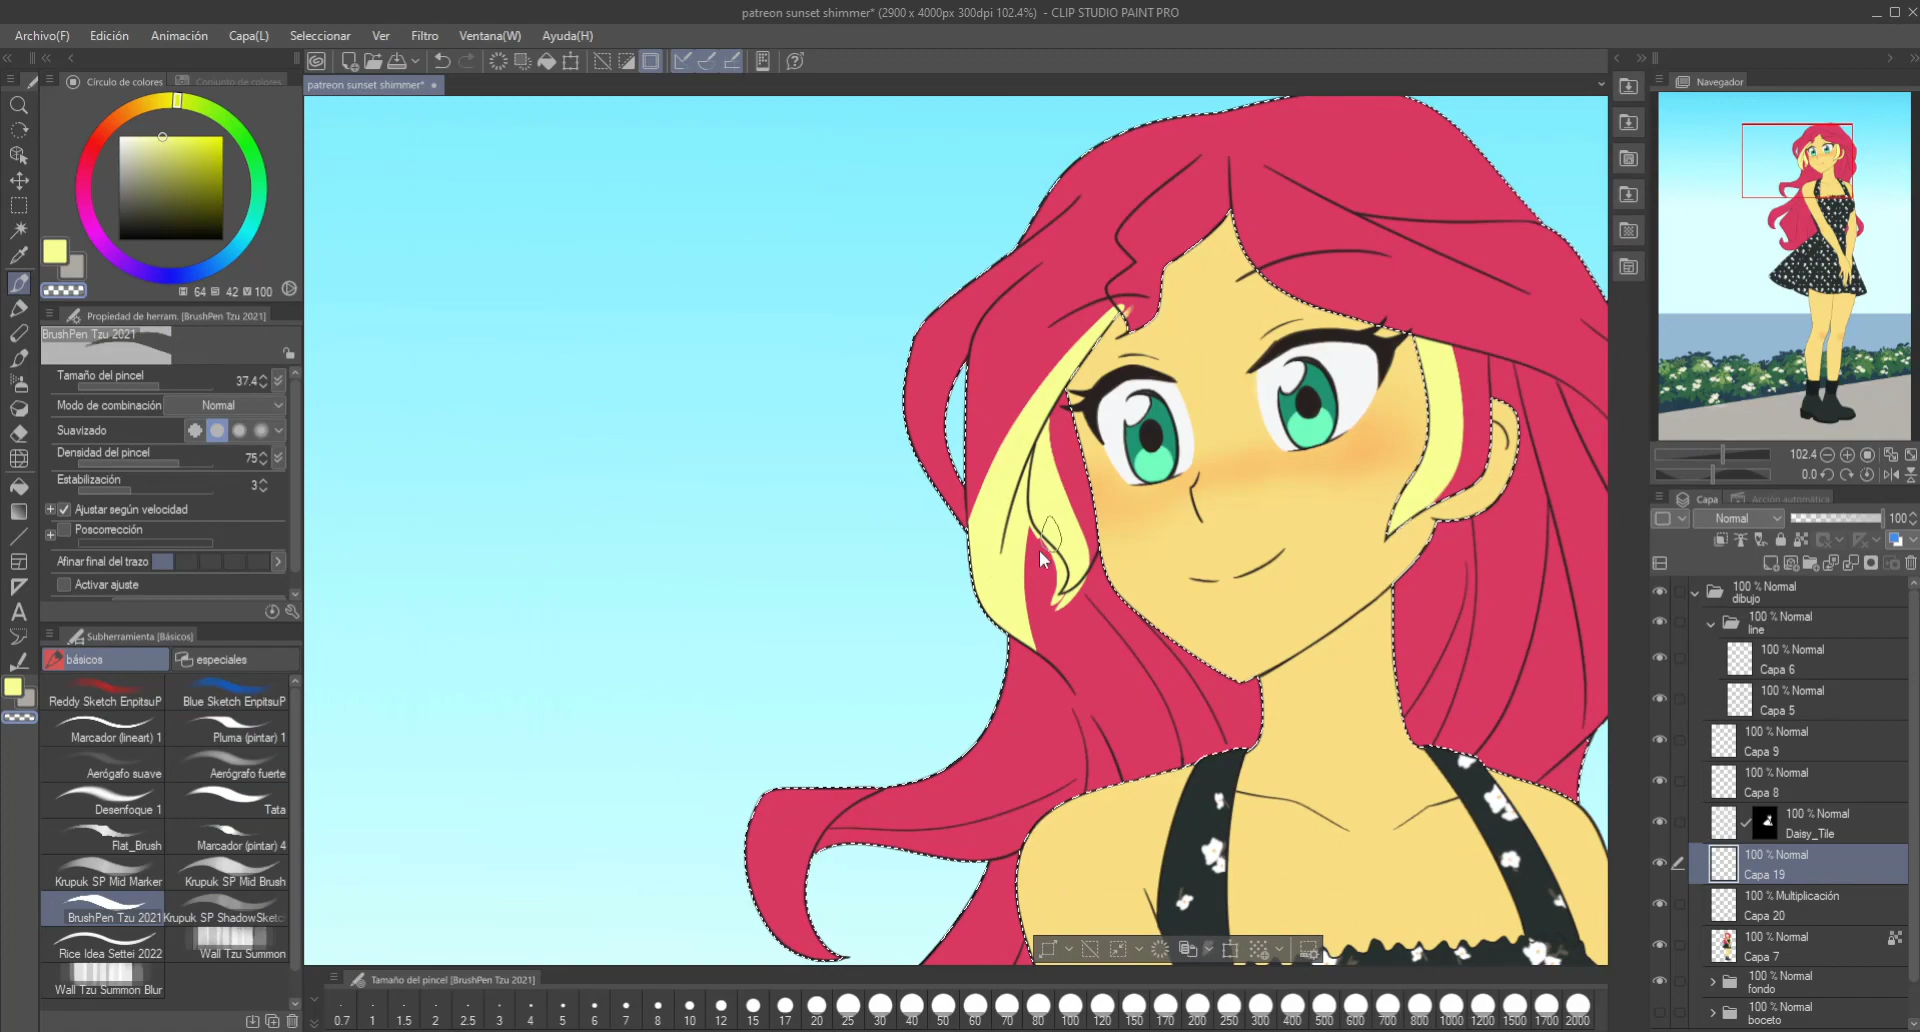 patreon sunset shimmer* (2900 x 4000px 300dpi 102.4%) - CLIP STUDIO PAINT PRO
Archivo(F) Edición Animación Capa(L) Seleccionar Ver Filtro Ventana(W) Ayuda(H)
Círculo de colores Conjunto de colores
patreon sunset shimmer*
Navegador
64 42 100
Propiedad de herram. [BrushPen Tzu 2021]
BrushPen Tzu 2021
Tamaño del pincel 37.4
Modo de combinación Normal
Suavizado
Densidad del pincel 75
Estabilización 3
Ajustar según velocidad
Poscorrección
Afinar final del trazo
Activar ajuste
Subherramienta [Básicos]
básicos especiales
Reddy Sketch EnpitsuP Blue Sketch EnpitsuP
Marcador (lineart) 1 Pluma (pintar) 1
Aerógafo suave Aerógrafo fuerte
Desenfoque 1 Tata
Flat_Brush Marcador (pintar) 4
Krupuk SP Mid Marker Krupuk SP Mid Brush
BrushPen Tzu 2021 Krupuk SP ShadowSketc
Rice Idea Settei 2022 Wall Tzu Summon
Wall Tzu Summon Blur
102.4
0.0
Capa Acción automática
Normal 100
100 % Normal
dibujo
100 % Normal
line
100 % Normal
Capa 6
100 % Normal
Capa 5
100 % Normal
Capa 9
100 % Normal
Capa 8
100 % Normal
Daisy_Tile
100 % Normal
Capa 19
100 % Multiplicación
Capa 20
100 % Normal
Capa 7
100 % Normal
fondo
100 % Normal
boceto
Tamaño del pincel [BrushPen Tzu 2021]
0.7 1 1.5 2 2.5 3 4 5 6 7 8 10 12 15 17 20 25 30 40 50 60 70 80 100 120 150 170 200 250 300 400 500 600 700 800 1000 1200 1500 1700 2000